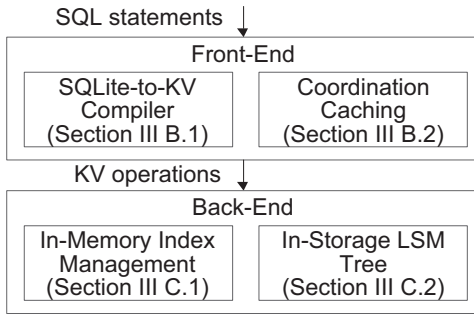 SQL statements
Front-End
SQLite-to-KV
Compiler
(Section III B.1)
Coordination
Caching
(Section III B.2)
KV operations
Back-End
In-Memory Index
Management
(Section III C.1)
In-Storage LSM
Tree
(Section III C.2)